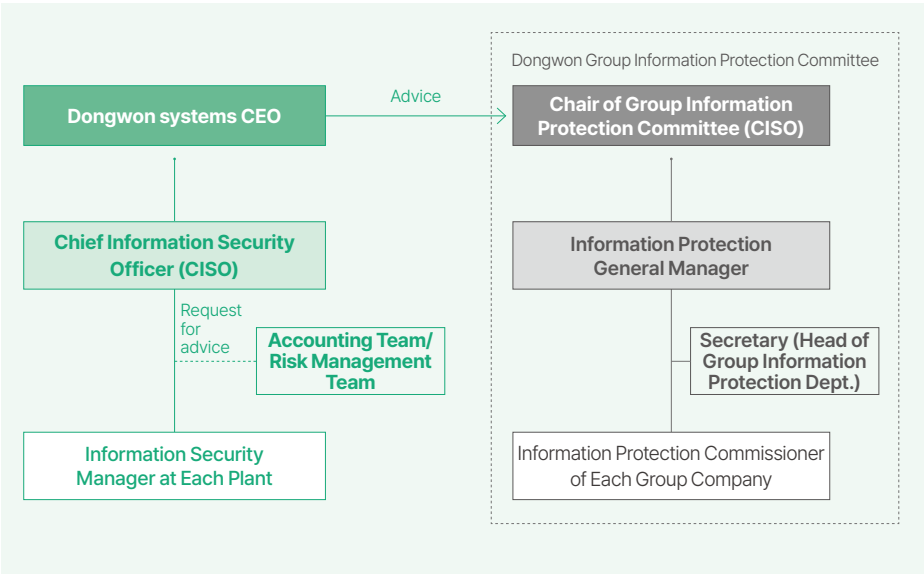 Dongwon Group Information Protection Committee
Dongwon systems CEO
Advice
Chair of Group Information
Protection Committee (CISO)
Chief Information Security
Officer (CISO)
Information Protection
General Manager
Request
for
advice
Accounting Team/
Risk Management
Team
Secretary (Head of
Group Information
Protection Dept.)
Information Security
Manager at Each Plant
Information Protection Commissioner
of Each Group Company